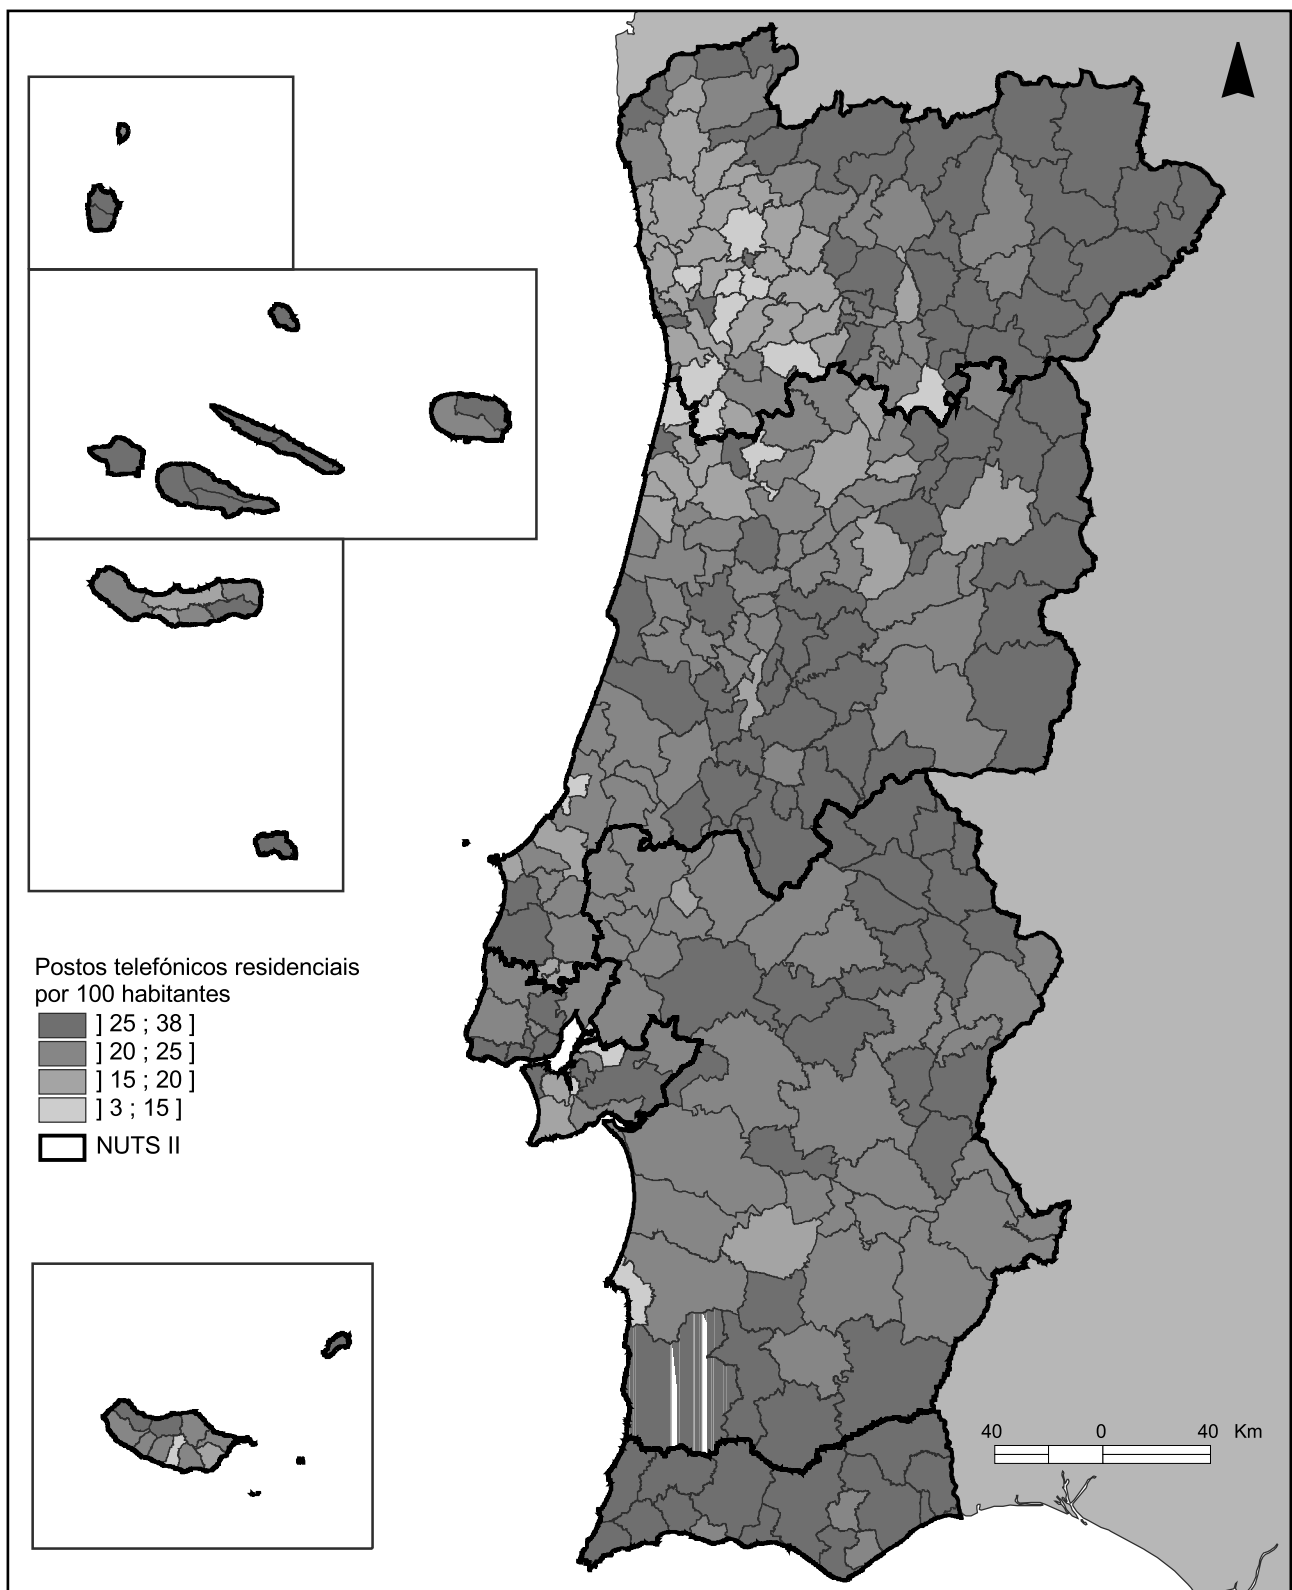 Postos telefónicos residenciais
por 100 habitantes
] 25 ; 38 ]
] 20 ; 25 ]
] 15 ; 20 ]
] 3 ; 15 ]
NUTS II
40 0 40 Km